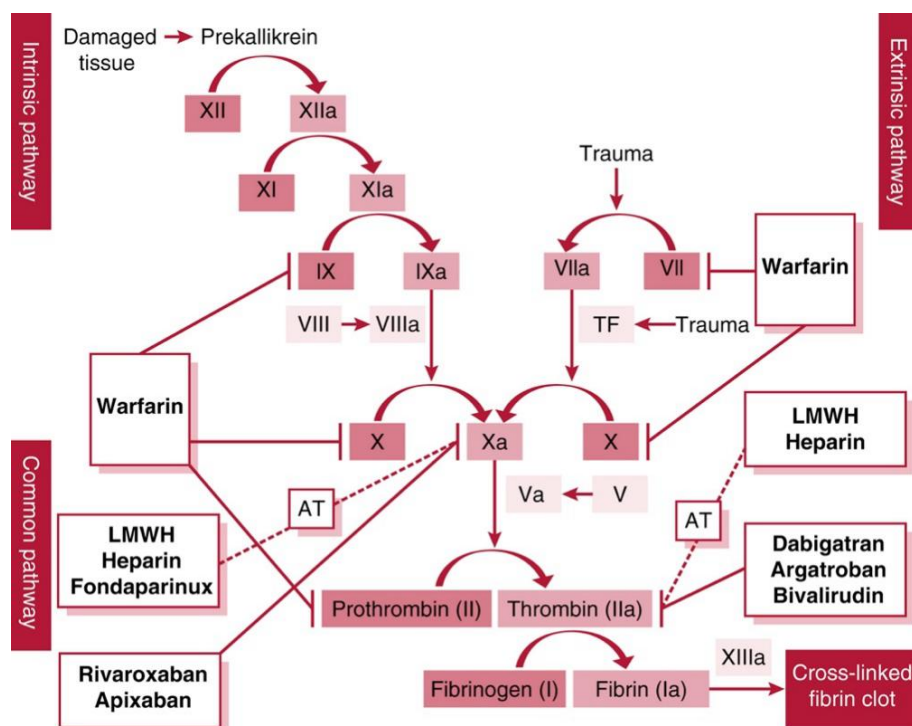 Intrinsic pathway
Extrinsic pathway
Damaged tissue
Prekallikrein
XII
XIIa
XI
XIa
Trauma
IX
IXa
VIIa
VII
Warfarin
VIII
VIIIa
TF
Trauma
Warfarin
X
Xa
X
LMWH
Heparin
Common pathway
Va
V
AT
AT
LMWH
Heparin
Fondaparinux
Dabigatran
Argatroban
Bivalirudin
Prothrombin (II)
Thrombin (IIa)
Rivaroxaban
Apixaban
Fibrinogen (I)
Fibrin (Ia)
XIIIa
Cross-linked
fibrin clot